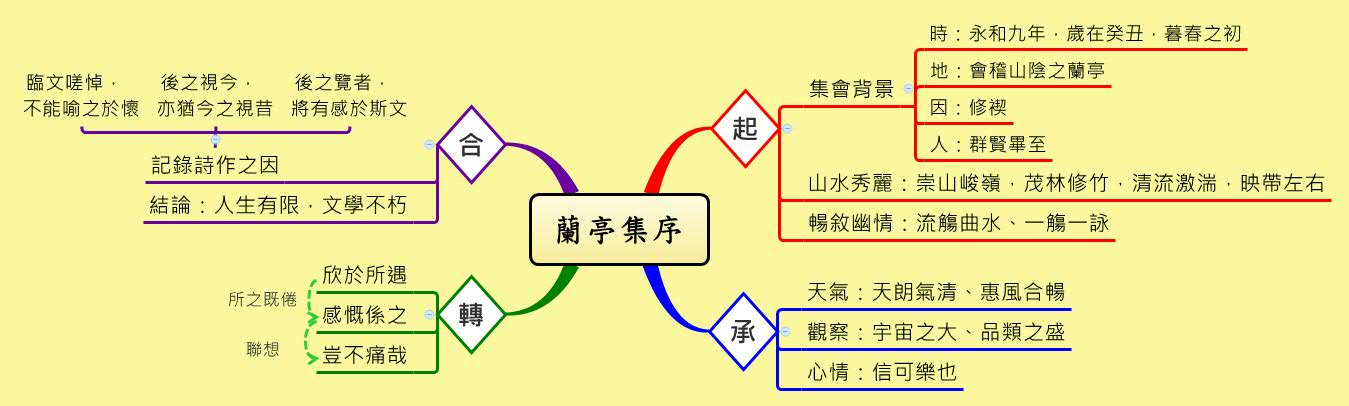 蘭亭集序
起
集會背景
時：永和九年，歲在癸丑，暮春之初
地：會稽山陰之蘭亭
因：修禊
人：群賢畢至
山水秀麗：崇山峻嶺，茂林修竹，清流激湍，映帶左右
暢敘幽情：流觴曲水、一觴一詠
承
天氣：天朗氣清、惠風合暢
觀察：宇宙之大、品類之盛
心情：信可樂也
轉
欣於所遇
所之既倦
感慨係之
聯想
豈不痛哉
合
臨文嗟悼，
不能喻之於懷
後之視今，
亦猶今之視昔
後之覽者，
將有感於斯文
記錄詩作之因
結論：人生有限，文學不朽